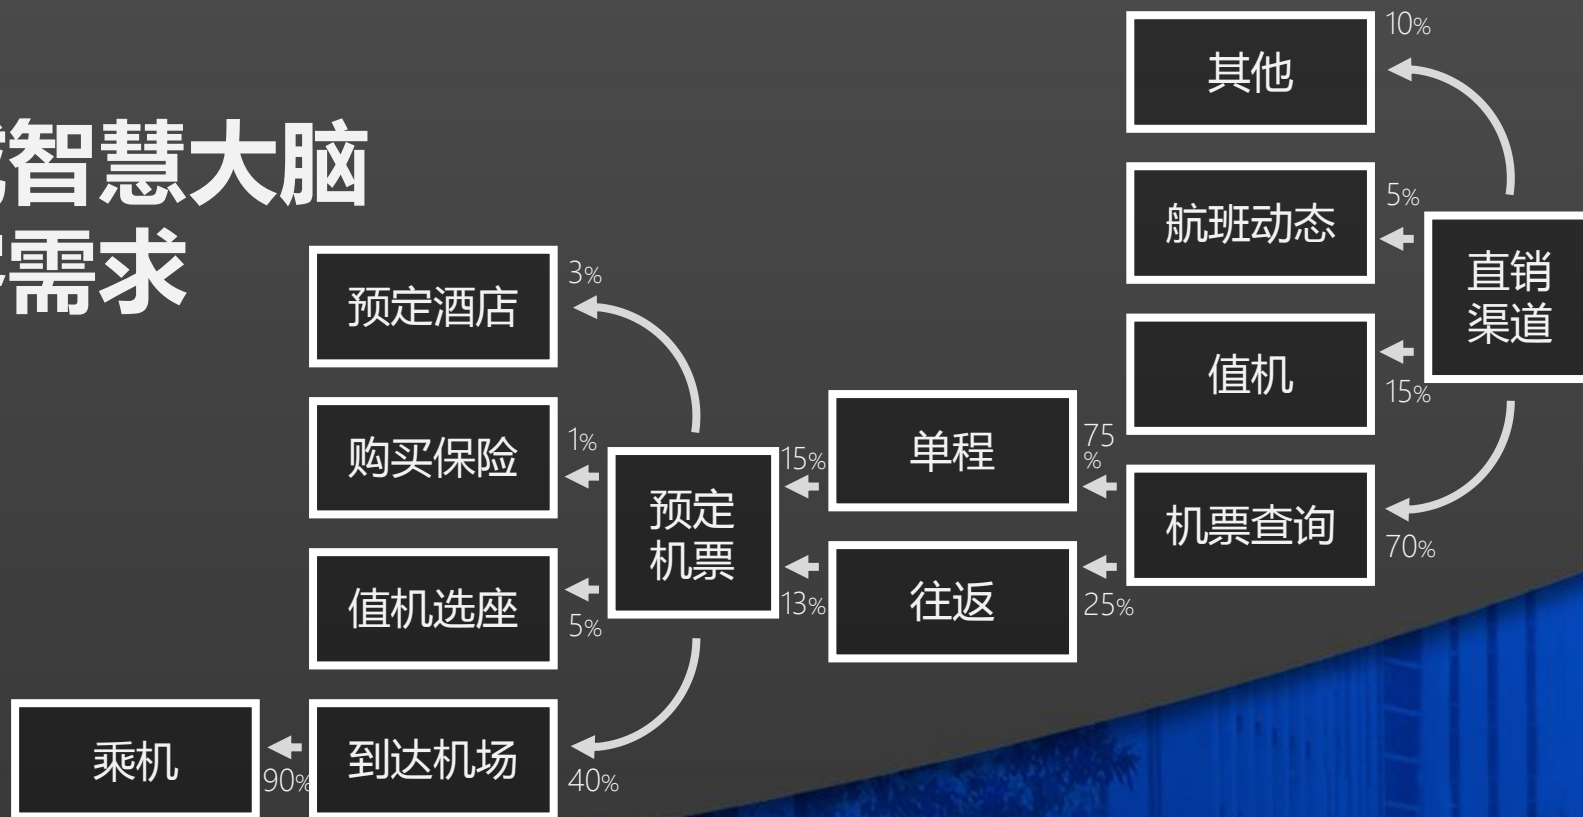 智慧大脑
需求
其他
10%
航班动态
5%
直销
渠道
值机
15%
机票查询
70%
单程
75
%
往返
25%
预定
机票
15%
13%
预定酒店
3%
购买保险
1%
值机选座
5%
到达机场
40%
乘机
90%